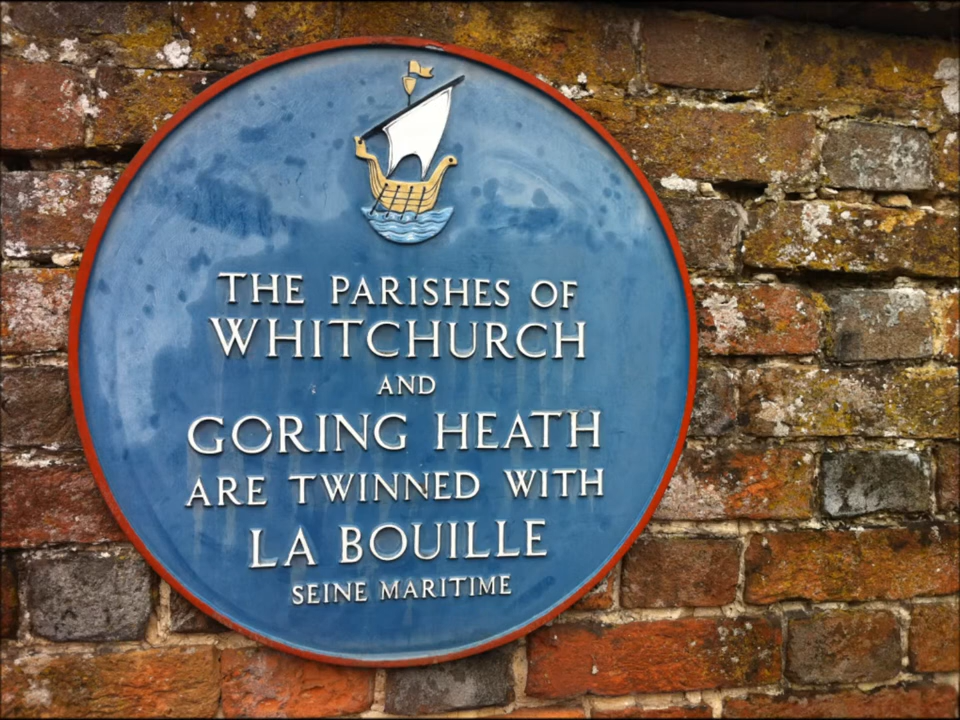 THE PARISHES OF
WHITCHURCH
AND
GORING HEATH
ARE TWINNED WITH
LA BOUILLE
SEINE MARITIME